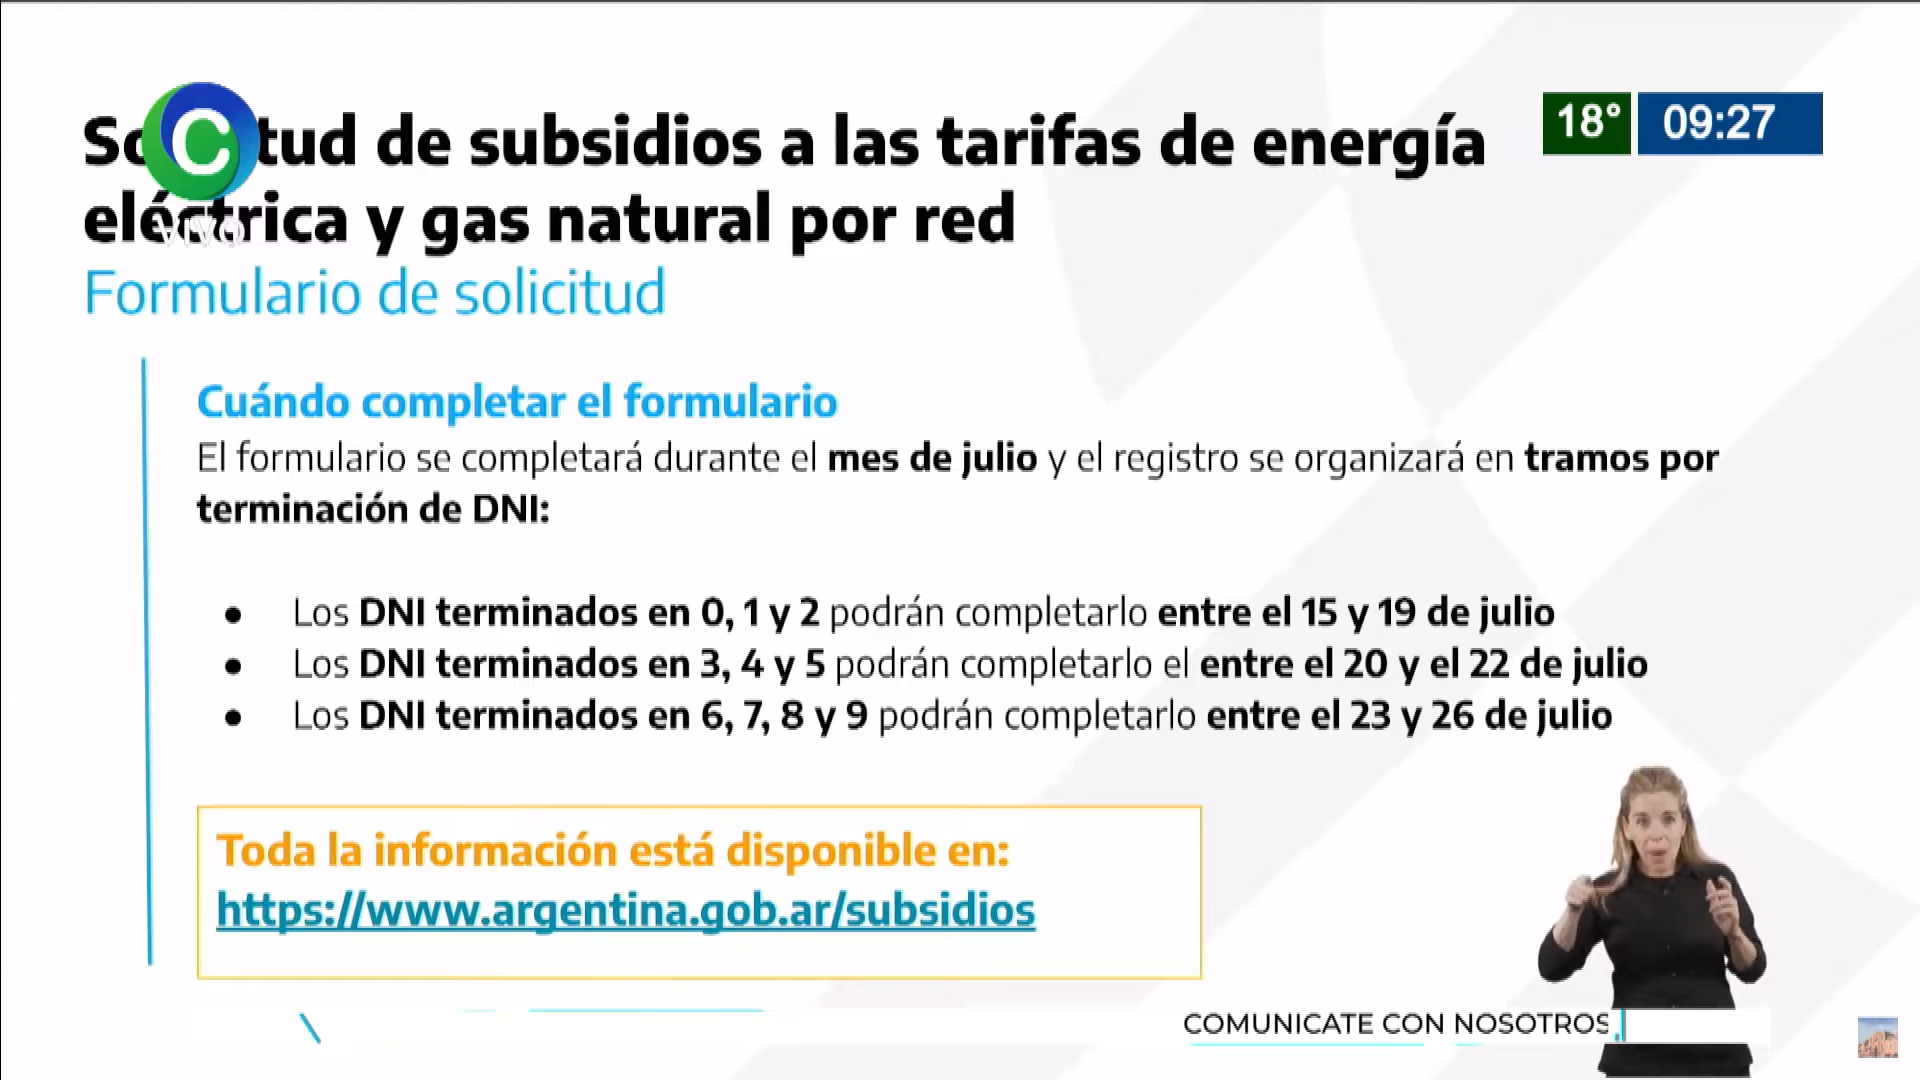 tud de subsidios a las tarifas de energía
18°
09:27
eléctrica y gas natural por red
VIVO
Formulario de solicitud
Cuándo completar el formulario
El formulario se completará durante el mes de julio y el registro se organizará en tramos por
terminación de DNI:
● Los DNI terminados en 0, 1 y 2 podrán completarlo entre el 15 y 19 de julio
● Los DNI terminados en 3, 4 y 5 podrán completarlo el entre el 20 y el 22 de julio
● Los DNI terminados en 6, 7, 8 y 9 podrán completarlo entre el 23 y 26 de julio
Toda la información está disponible en:
https://www.argentina.gob.ar/subsidios
COMUNICATE CON NOSOTROS